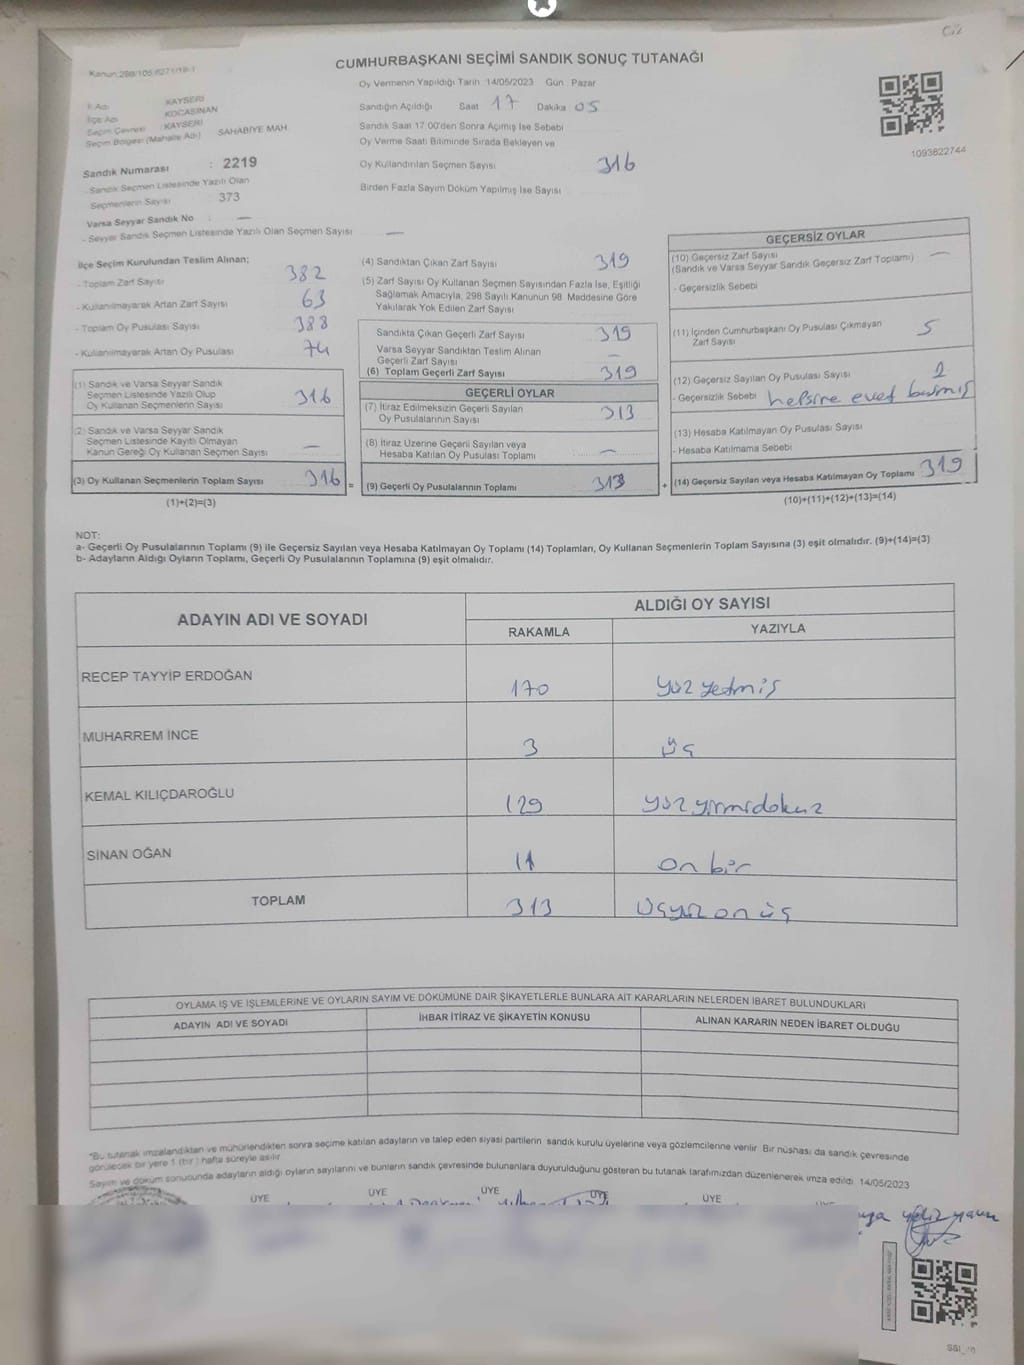 Kanun 298/105-6271/19-1
CUMHURBAŞKANI SEÇİMİ SANDIK SONUÇ TUTANAĞI
Oy Vermenin Yapıldığı Tarih 14/05/2023 Gün Pazar
İl Adı KAYSERİ
İlçe Adı KOCASİNAN
Seçim Çevresi : KAYSERİ
Seçim Bölgesi (Mahalle Adı) SAHABİYE MAH.
Sandık Numarası : 2219
- Sandık Seçmen Listesinde Yazılı Olan
Seçmenlerin Sayısı : 373
Varsa Seyyar Sandık No : —
- Seyyar Sandık Seçmen Listesinde Yazılı Olan Seçmen Sayısı —
Sandığın Açıldığı Saat 17 Dakika 05
Sandık Saat 17.00'den Sonra Açımış İse Sebebi
Oy Verme Saati Bitiminde Sırada Bekleyen ve
Oy Kullandırılan Seçmen Sayısı 316
Birden Fazla Sayım Döküm Yapılmış İse Sayısı
1093822744
İlçe Seçim Kurulundan Teslim Alınan;
- Toplam Zarf Sayısı 382
- Kullanılmayarak Artan Zarf Sayısı 63
- Toplam Oy Pusulası Sayısı 388
- Kullanılmayarak Artan Oy Pusulası 74
(1) Sandık ve Varsa Seyyar Sandık
Seçmen Listesinde Yazılı Olup
Oy Kullanan Seçmenlerin Sayısı 316
(2) Sandık ve Varsa Seyyar Sandık
Seçmen Listesinde Kayıtlı Olmayan
Kanun Gereği Oy Kullanan Seçmen Sayısı —
(3) Oy Kullanan Seçmenlerin Toplam Sayısı 316 =
(1)+(2)=(3)
(4) Sandıktan Çıkan Zarf Sayısı 319
(5) Zarf Sayısı Oy Kullanan Seçmen Sayısından Fazla İse, Eşitliği
Sağlamak Amacıyla, 298 Sayılı Kanunun 98. Maddesine Göre
Yakılarak Yok Edilen Zarf Sayısı
Sandıkta Çıkan Geçerli Zarf Sayısı 319
Varsa Seyyar Sandıktan Teslim Alınan
Geçerli Zarf Sayısı —
(6) Toplam Geçerli Zarf Sayısı 319
GEÇERLİ OYLAR
(7) İtiraz Edilmeksizin Geçerli Sayılan
Oy Pusulalarının Sayısı 313
(8) İtiraz Üzerine Geçerli Sayılan veya
Hesaba Katılan Oy Pusulası Toplamı —
(9) Geçerli Oy Pusulalarının Toplamı 313 +
GEÇERSİZ OYLAR
(10) Geçersiz Zarf Sayısı —
(Sandık ve Varsa Seyyar Sandık Geçersiz Zarf Toplamı)
- Geçersizlik Sebebi
(11) İçinden Cumhurbaşkanı Oy Pusulası Çıkmayan 5
Zarf Sayısı
(12) Geçersiz Sayılan Oy Pusulası Sayısı
- Geçersizlik Sebebi hepsine evet basmış
(13) Hesaba Katılmayan Oy Pusulası Sayısı
- Hesaba Katılmama Sebebi
(14) Geçersiz Sayılan veya Hesaba Katılmayan Oy Toplamı 319
(10)+(11)+(12)+(13)=(14)
NOT:
a- Geçerli Oy Pusulalarının Toplamı (9) ile Geçersiz Sayılan veya Hesaba Katılmayan Oy Toplamı (14) Toplamları, Oy Kullanan Seçmenlerin Toplam Sayısına (3) eşit olmalıdır. (9)+(14)=(3)
b- Adayların Aldığı Oyların Toplamı, Geçerli Oy Pusulalarının Toplamına (9) eşit olmalıdır.
ADAYIN ADI VE SOYADI ALDIĞI OY SAYISI
RAKAMLA YAZIYLA
RECEP TAYYİP ERDOĞAN 170 yüz yetmiş
MUHARREM İNCE 3 üç
KEMAL KILIÇDAROĞLU 129 yüz yirmidokuz
SİNAN OĞAN 11 on bir
TOPLAM 313 üçyüz on üç
OYLAMA İŞ VE İŞLEMLERİNE VE OYLARIN SAYIM VE DÖKÜMÜNE DAİR ŞİKAYETLERLE BUNLARA AİT KARARLARIN NELERDEN İBARET BULUNDUKLARI
ADAYIN ADI VE SOYADI İHBAR İTİRAZ VE ŞİKAYETİN KONUSU ALINAN KARARIN NEDEN İBARET OLDUĞU
*Bu tutanak imzalandıktan ve mühürlendikten sonra seçime katılan adayların ve talep eden siyasi partilerin sandık kurulu üyelerine veya gözlemcilerine verilir. Bir nüshası da sandık çevresinde
görülecek bir yere 1 (bir) hafta süreyle asılır.
Sayım ve döküm sonucunda adayların aldığı oyların sayılarını ve bunların sandık çevresinde bulunanlara duyurulduğunu gösteren bu tutanak tarafımızdan düzenlenerek imza edildi. 14/05/2023
ÜYE ÜYE ÜYE ÜYE ÜYE